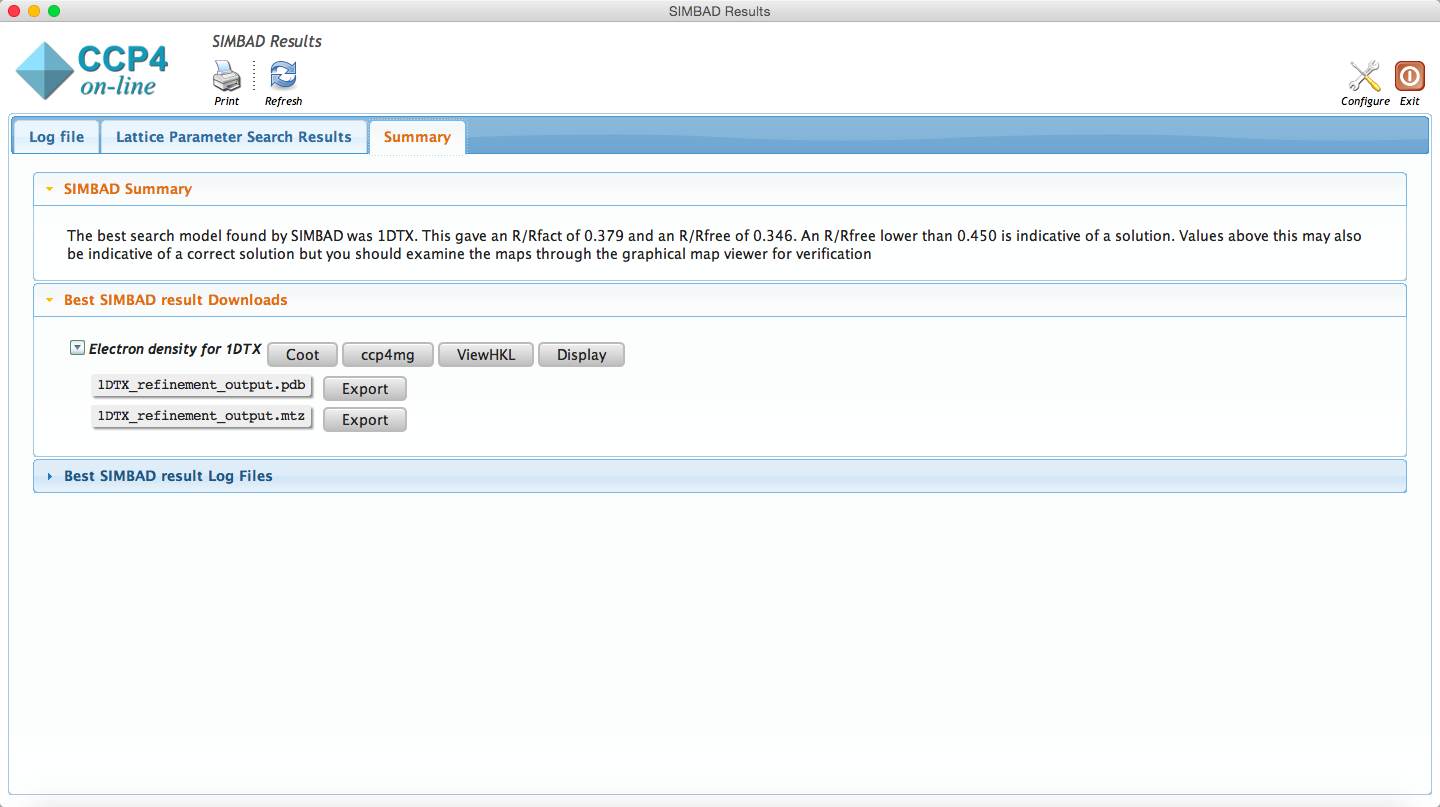 SIMBAD Results
CCP4
on-line
SIMBAD Results
Print
Refresh
Configure
Exit
Log file
Lattice Parameter Search Results
Summary
SIMBAD Summary
The best search model found by SIMBAD was 1DTX. This gave an R/Rfact of 0.379 and an R/Rfree of 0.346. An R/Rfree lower than 0.450 is indicative of a solution. Values above this may also
be indicative of a correct solution but you should examine the maps through the graphical map viewer for verification
Best SIMBAD result Downloads
Electron density for 1DTX Coot ccp4mg ViewHKL Display
1DTX_refinement_output.pdb Export
1DTX_refinement_output.mtz Export
Best SIMBAD result Log Files